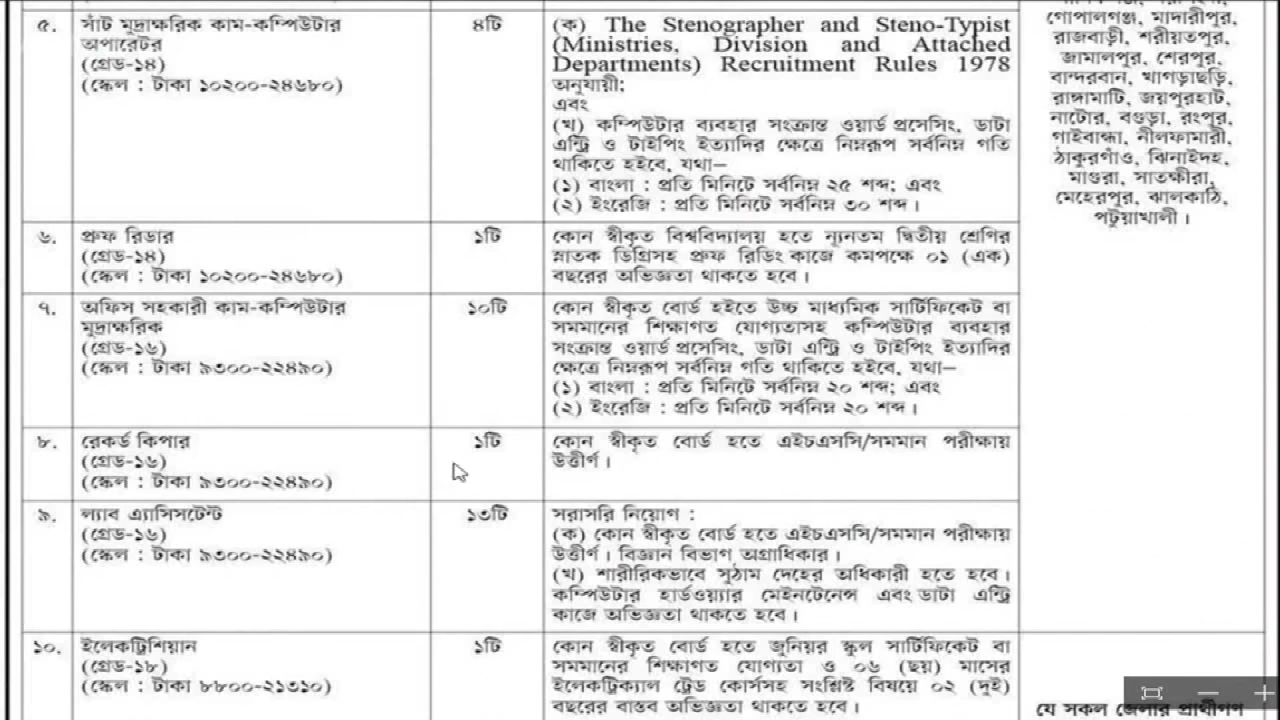 ৫.
সাঁট মুদ্রাক্ষরিক কাম-কম্পিউটার
অপারেটর
(গ্রেড-১৪)
(স্কেল : টাকা ১০২০০-২৪৬৮০)
৪টি
(ক) The Stenographer and Steno-Typist
(Ministries, Division and Attached
Departments) Recruitment Rules 1978
অনুযায়ী;
এবং
(খ) কম্পিউটার ব্যবহার সংক্রান্ত ওয়ার্ড প্রসেসিং, ডাটা
এন্ট্রি ও টাইপিং ইত্যাদির ক্ষেত্রে নিম্নরূপ সর্বনিম্ন গতি
থাকিতে হইবে, যথা–
(১) বাংলা : প্রতি মিনিটে সর্বনিম্ন ২৫ শব্দ; এবং
(২) ইংরেজি : প্রতি মিনিটে সর্বনিম্ন ৩০ শব্দ।
গোপালগঞ্জ, মাদারীপুর,
রাজবাড়ী, শরীয়তপুর,
জামালপুর, শেরপুর,
বান্দরবান, খাগড়াছড়ি,
রাঙ্গামাটি, জয়পুরহাট,
নাটোর, বগুড়া, রংপুর,
গাইবান্ধা, নীলফামারী,
ঠাকুরগাঁও, ঝিনাইদহ,
মাগুরা, সাতক্ষীরা,
মেহেরপুর, ঝালকাঠি,
পটুয়াখালী।
৬.
প্রুফ রিডার
(গ্রেড-১৪)
(স্কেল : টাকা ১০২০০-২৪৬৮০)
১টি
কোন স্বীকৃত বিশ্ববিদ্যালয় হতে ন্যূনতম দ্বিতীয় শ্রেণির
স্নাতক ডিগ্রিসহ প্রুফ রিডিং কাজে কমপক্ষে ০১ (এক)
বছরের অভিজ্ঞতা থাকতে হবে।
৭.
অফিস সহকারী কাম-কম্পিউটার
মুদ্রাক্ষরিক
(গ্রেড-১৬)
(স্কেল : টাকা ৯৩০০-২২৪৯০)
১০টি
কোন স্বীকৃত বোর্ড হইতে উচ্চ মাধ্যমিক সার্টিফিকেট বা
সমমানের শিক্ষাগত যোগ্যতাসহ কম্পিউটার ব্যবহার
সংক্রান্ত ওয়ার্ড প্রসেসিং, ডাটা এন্ট্রি ও টাইপিং ইত্যাদির
ক্ষেত্রে নিম্নরূপ সর্বনিম্ন গতি থাকিতে হইবে, যথা–
(১) বাংলা : প্রতি মিনিটে সর্বনিম্ন ২০ শব্দ; এবং
(২) ইংরেজি : প্রতি মিনিটে সর্বনিম্ন ২০ শব্দ।
৮.
রেকর্ড কিপার
(গ্রেড-১৬)
(স্কেল : টাকা ৯৩০০-২২৪৯০)
১টি
কোন স্বীকৃত বোর্ড হতে এইচএসসি/সমমান পরীক্ষায়
উত্তীর্ণ।
৯.
ল্যাব এ্যাসিসটেন্ট
(গ্রেড-১৬)
(স্কেল : টাকা ৯৩০০-২২৪৯০)
১৩টি
সরাসরি নিয়োগ :
(ক) কোন স্বীকৃত বোর্ড হতে এইচএসসি/সমমান পরীক্ষায়
উত্তীর্ণ। বিজ্ঞান বিভাগ অগ্রাধিকার।
(খ) শারীরিকভাবে সুঠাম দেহের অধিকারী হতে হবে।
কম্পিউটার হার্ডওয়্যার মেইনটেনেন্স এবং ডাটা এন্ট্রি
কাজে অভিজ্ঞতা থাকতে হবে।
১০.
ইলেকট্রিশিয়ান
(গ্রেড-১৮)
(স্কেল : টাকা ৮৮০০-২১৩১০)
১টি
কোন স্বীকৃত বোর্ড হতে জুনিয়র স্কুল সার্টিফিকেট বা
সমমানের শিক্ষাগত যোগ্যতা ও ০৬ (ছয়) মাসের
ইলেকট্রিক্যাল ট্রেড কোর্সসহ সংশ্লিষ্ট বিষয়ে ০২ (দুই)
বছরের বাস্তব অভিজ্ঞতা থাকতে হবে।
যে সকল জেলার প্রার্থীগণ